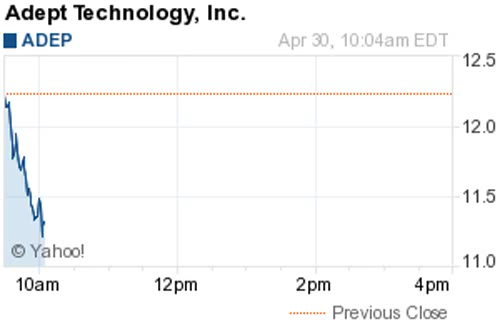 Adept Technology, Inc.
ADEP Apr 30, 10:04am EDT
12.5
12.0
11.5
11.0
© Yahoo!
10am 12pm 2pm 4pm
Previous Close